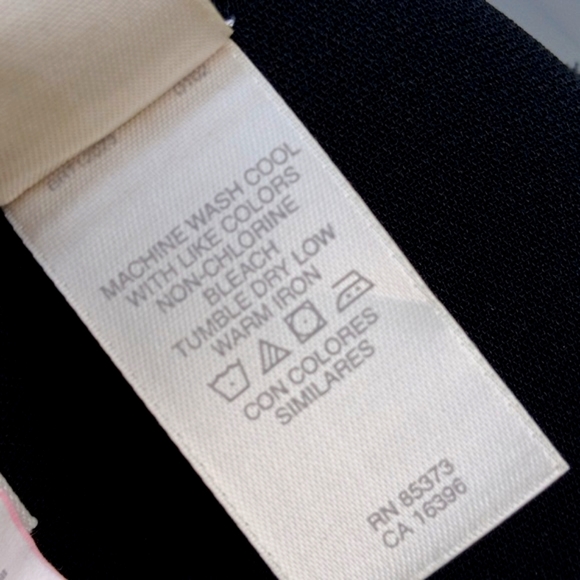 MACHINE WASH COOL
WITH LIKE COLORS
NON-CHLORINE
BLEACH
TUMBLE DRY LOW
WARM IRON
CON COLORES
SIMILARES
RN 85373
CA 16396